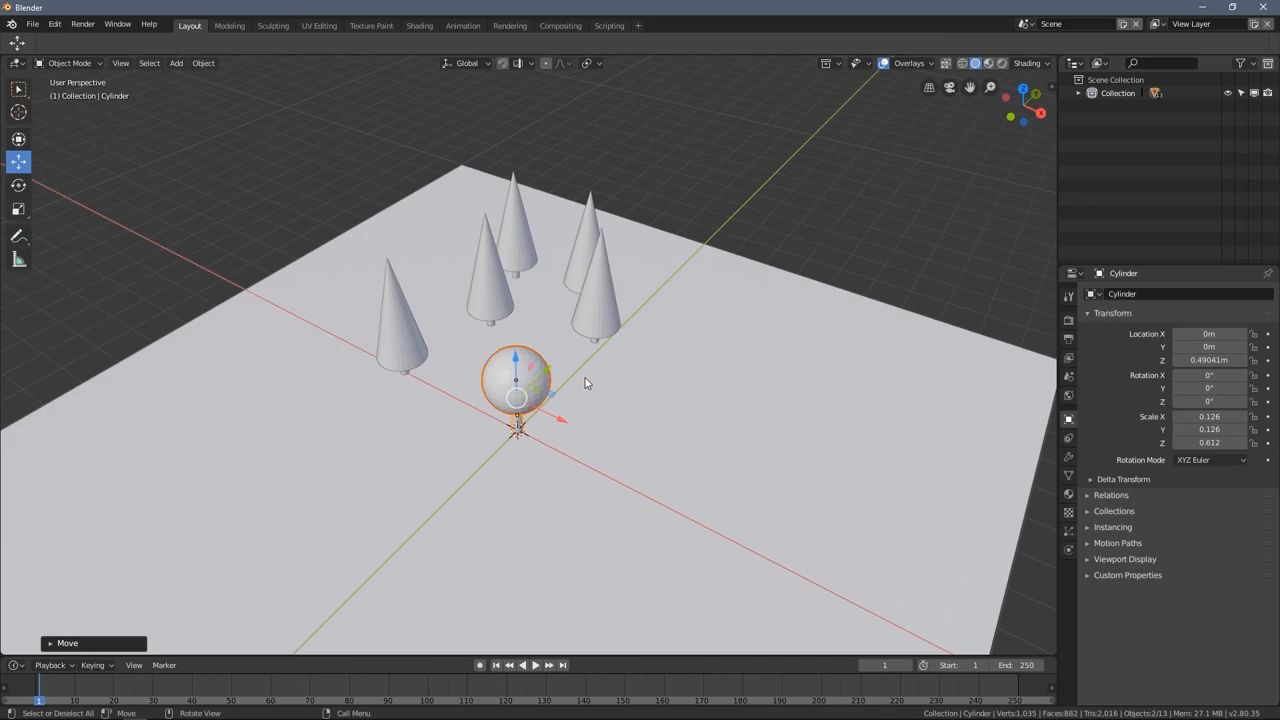 Blender
File Edit Render Window Help
Layout Modeling Sculpting UV Editing Texture Paint Shading Animation Rendering Compositing Scripting +
Scene
View Layer
Object Mode View Select Add Object
Global
Overlays
Shading
User Perspective
(1) Collection | Cylinder
Z
Y
X
Scene Collection
Collection
Cylinder
Cylinder
Transform
Location X 0m
Y 0m
Z 0.49041m
Rotation X 0°
Y 0°
Z 0°
Scale X 0.126
Y 0.126
Z 0.612
Rotation Mode XYZ Euler
Delta Transform
Relations
Collections
Instancing
Motion Paths
Viewport Display
Custom Properties
Move
Playback Keying View Marker
1 Start: 1 End: 250
1 10 20 30 40 50 60 70 80 90 100 110 120 130 140 150 160 170 180 190 200 210 220 230 240 250
Select or Deselect All Move Rotate View Call Menu
Collection | Cylinder | Verts:1,035 | Faces:882 | Tris:2,016 | Objects:2/13 | Mem: 27.1 MB | v2.80.35